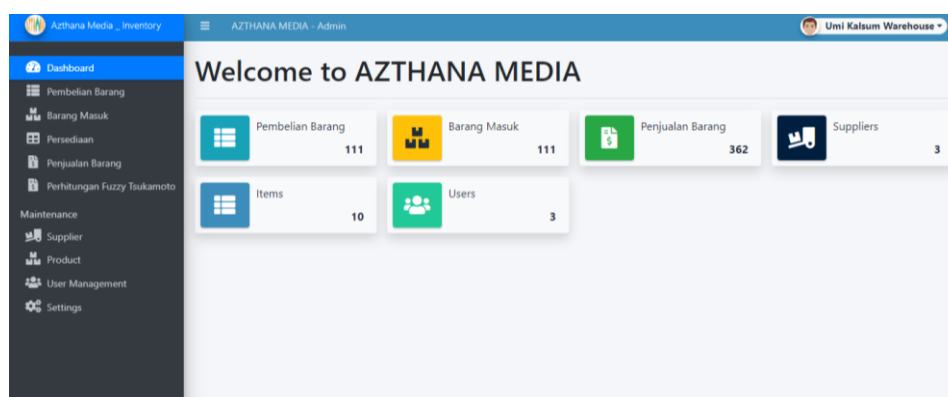 Azthana Media _ Inventory
AZTHANA MEDIA - Admin
Umi Kalsum Warehouse
Dashboard
Pembelian Barang
Barang Masuk
Persediaan
Penjualan Barang
Perhitungan Fuzzy Tsukamoto
Maintenance
Supplier
Product
User Management
Settings
Welcome to AZTHANA MEDIA
Pembelian Barang
111
Barang Masuk
111
Penjualan Barang
362
Suppliers
3
Items
10
Users
3